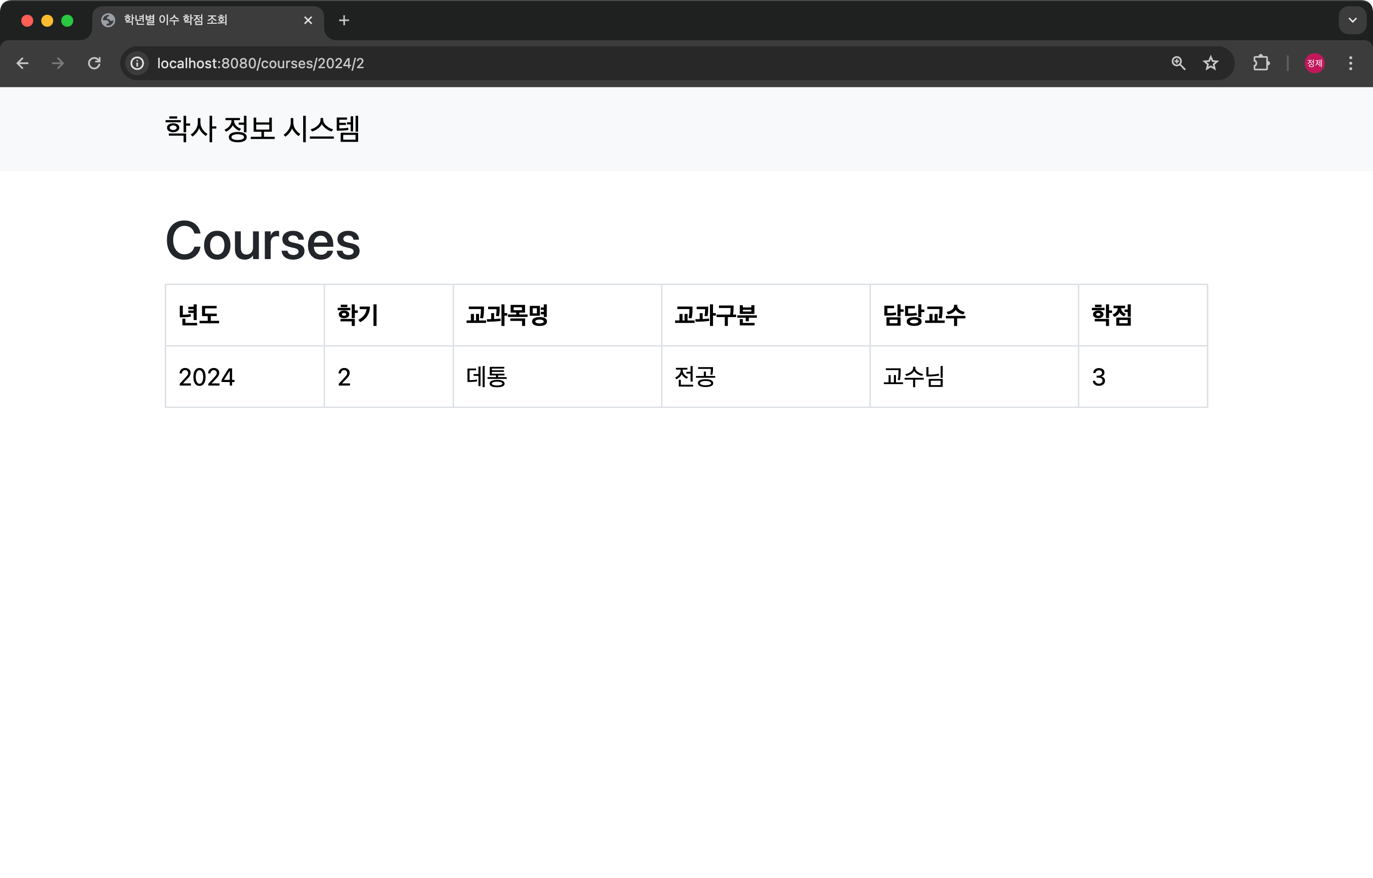 학년별 이수 학점 조회
localhost:8080/courses/2024/2
정제
학사 정보 시스템
Courses
년도 학기 교과목명 교과구분 담당교수 학점
2024 2 데통 전공 교수님 3